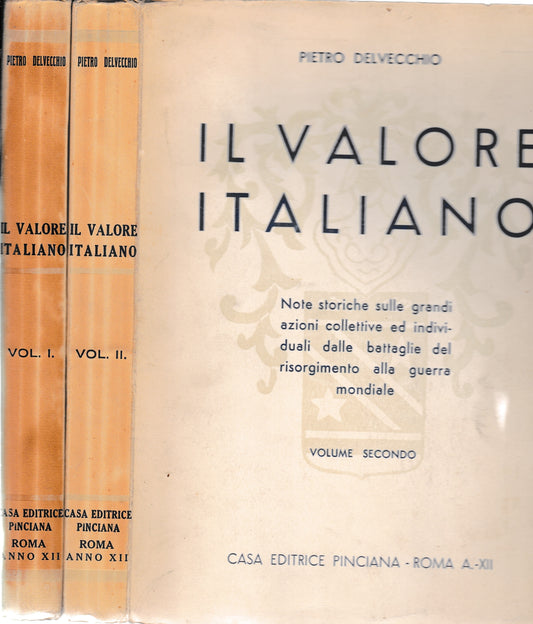 PIETRO DELVECCHIO
IL VALORE
ITALIANO
VOL. I.
CASA EDITRICE
PINCIANA
ROMA
ANNO XII
PIETRO DELVECCHIO
IL VALORE
ITALIANO
VOL. II.
CASA EDITRICE
PINCIANA
ROMA
ANNO XII
PIETRO DELVECCHIO
IL VALORE
ITALIANO
Note storiche sulle grandi
azioni collettive ed indivi-
duali dalle battaglie del
risorgimento alla guerra
mondiale
VOLUME SECONDO
CASA EDITRICE PINCIANA - ROMA A.-XII